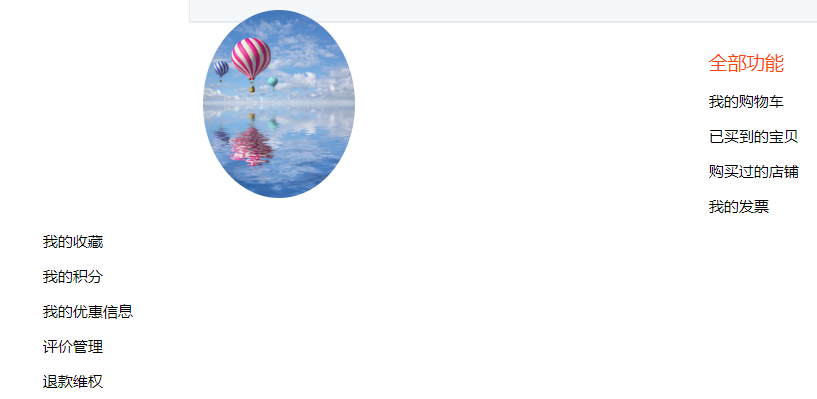 全部功能
我的购物车
已买到的宝贝
购买过的店铺
我的发票
我的收藏
我的积分
我的优惠信息
评价管理
退款维权